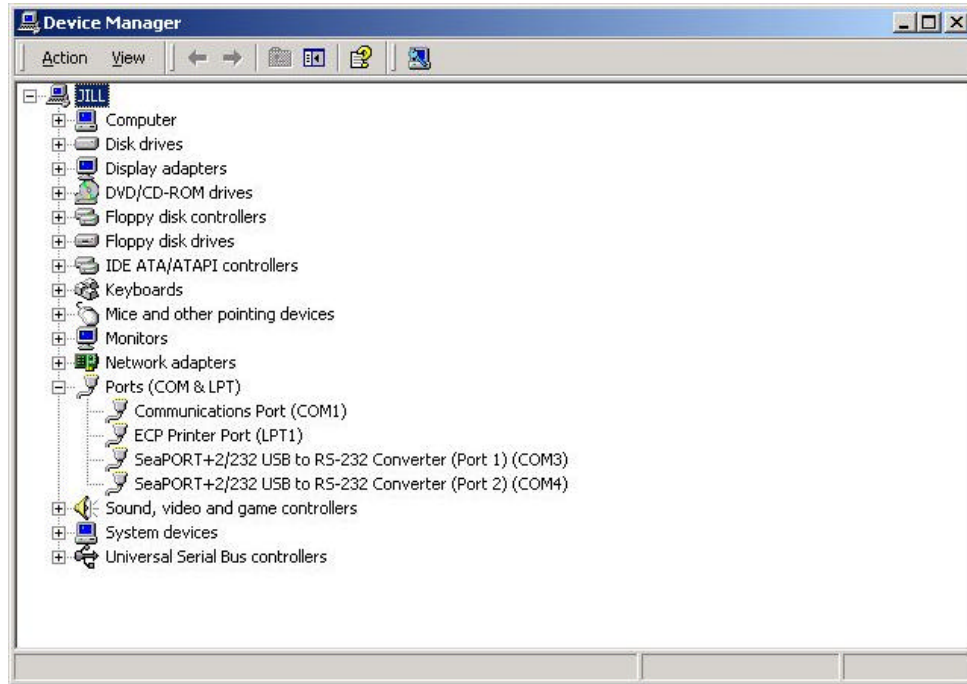 Device Manager
Action View
JILL
Computer
Disk drives
Display adapters
DVD/CD-ROM drives
Floppy disk controllers
Floppy disk drives
IDE ATA/ATAPI controllers
Keyboards
Mice and other pointing devices
Monitors
Network adapters
Ports (COM & LPT)
Communications Port (COM1)
ECP Printer Port (LPT1)
SeaPORT+2/232 USB to RS-232 Converter (Port 1) (COM3)
SeaPORT+2/232 USB to RS-232 Converter (Port 2) (COM4)
Sound, video and game controllers
System devices
Universal Serial Bus controllers